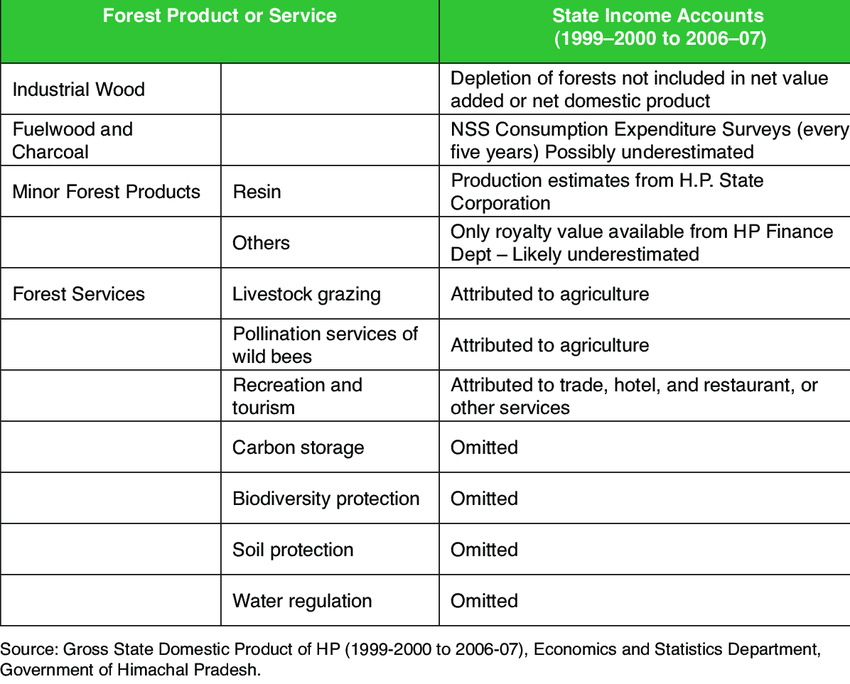 Forest Product or Service
State Income Accounts
(1999–2000 to 2006–07)
Industrial Wood
Depletion of forests not included in net value
added or net domestic product
Fuelwood and
Charcoal
NSS Consumption Expenditure Surveys (every
five years) Possibly underestimated
Minor Forest Products
Resin
Production estimates from H.P. State
Corporation
Others
Only royalty value available from HP Finance
Dept – Likely underestimated
Forest Services
Livestock grazing
Attributed to agriculture
Pollination services of
wild bees
Attributed to agriculture
Recreation and
tourism
Attributed to trade, hotel, and restaurant, or
other services
Carbon storage
Omitted
Biodiversity protection
Omitted
Soil protection
Omitted
Water regulation
Omitted
Source: Gross State Domestic Product of HP (1999-2000 to 2006-07), Economics and Statistics Department,
Government of Himachal Pradesh.